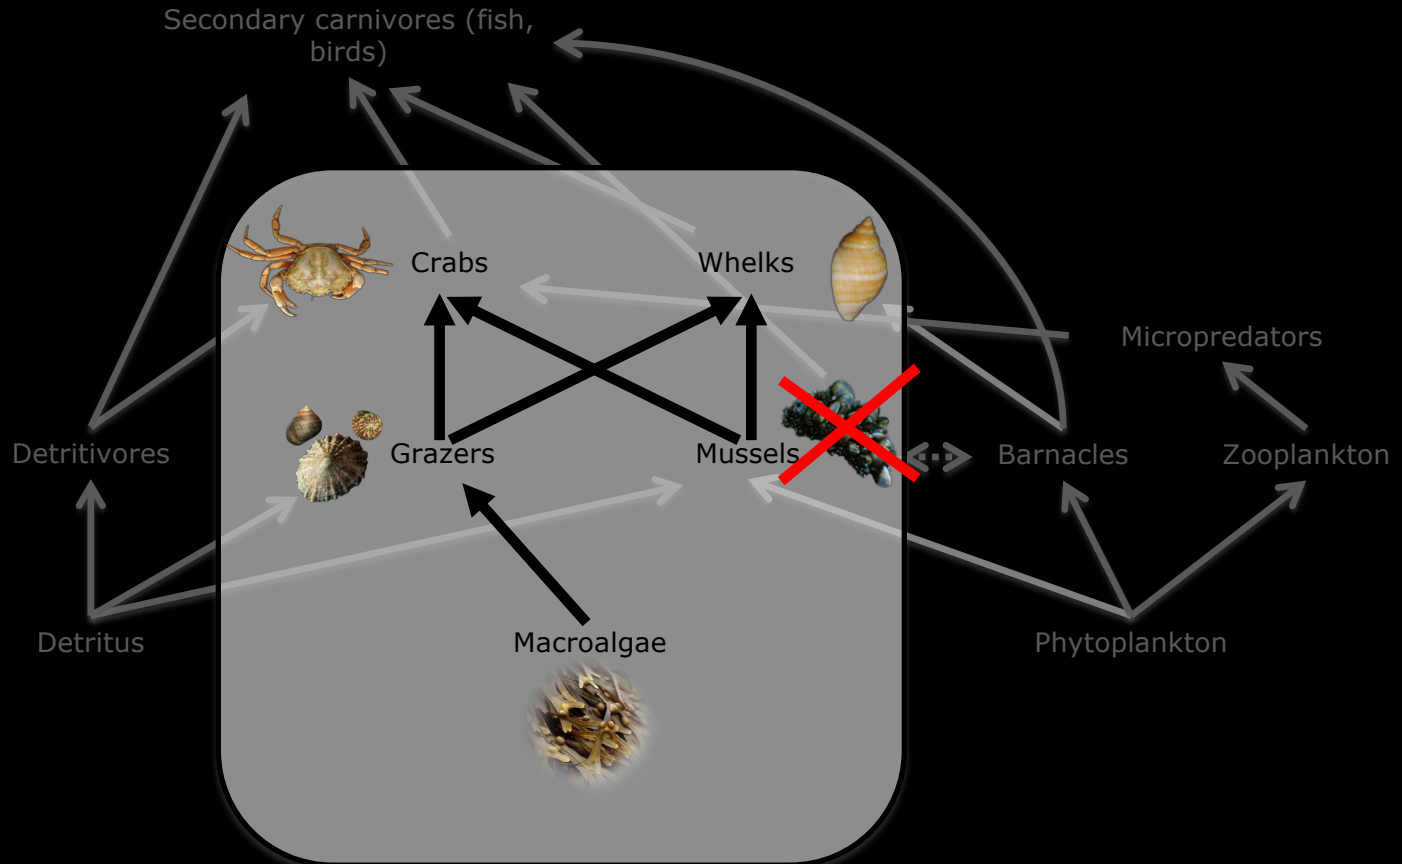 Secondary carnivores (fish,
birds)
Crabs
Whelks
Micropredators
Detritivores
Grazers
Mussels
Barnacles
Zooplankton
Detritus
Macroalgae
Phytoplankton